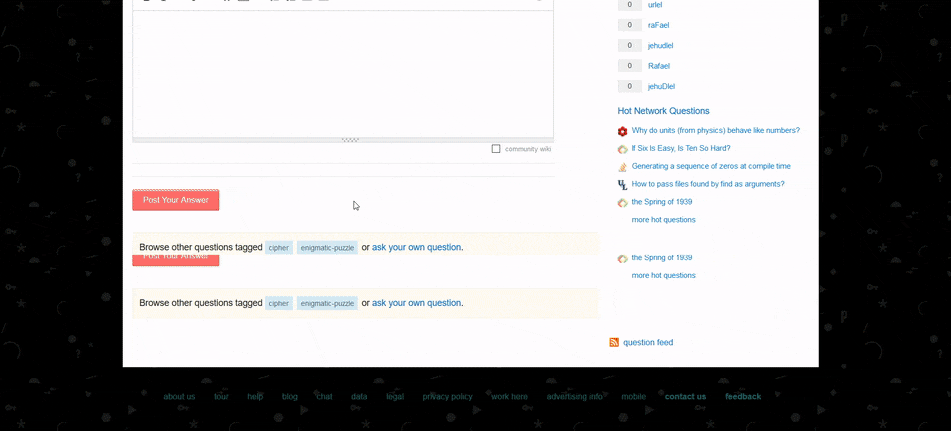 community wiki
Post Your Answer
Browse other questions tagged cipher enigmatic-puzzle or ask your own question.
Post Your Answer
Browse other questions tagged cipher enigmatic-puzzle or ask your own question.
0 urlel
0 raFael
0 jehudlel
0 Rafael
0 jehuDlel
Hot Network Questions
Why do units (from physics) behave like numbers?
If Six Is Easy, Is Ten So Hard?
Generating a sequence of zeros at compile time
How to pass files found by find as arguments?
the Spring of 1939
more hot questions
the Spring of 1939
more hot questions
question feed
about us tour help blog chat data legal privacy policy work here advertising info mobile contact us feedback